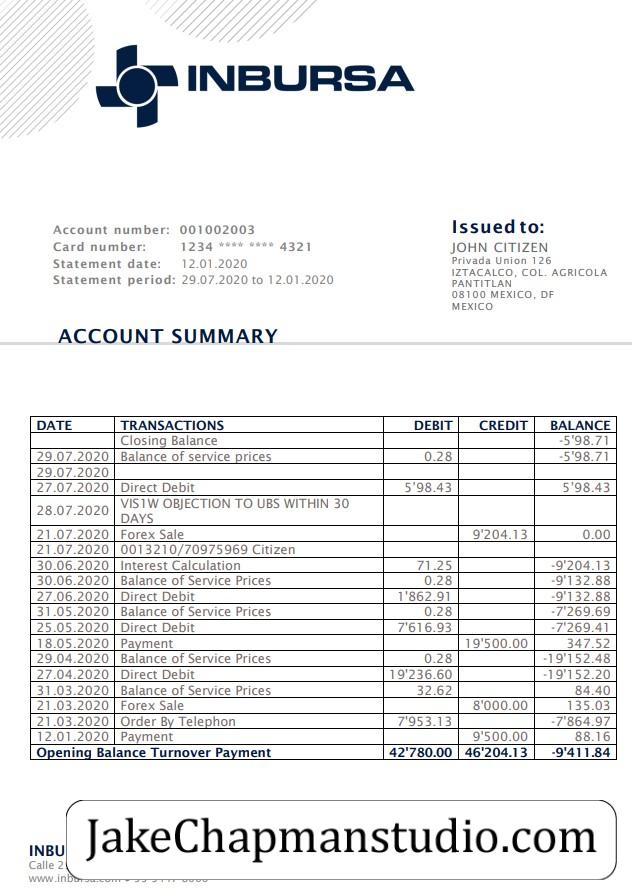 INBURSA
Account number: 001002003
Card number: 1234 **** **** 4321
Statement date: 12.01.2020
Statement period: 29.07.2020 to 12.01.2020
Issued to:
JOHN CITIZEN
Privada Union 126
IZTACALCO, COL. AGRICOLA
PANTITLAN
08100 MEXICO, DF
MEXICO
ACCOUNT SUMMARY
DATE TRANSACTIONS DEBIT CREDIT BALANCE
Closing Balance -5'98.71
29.07.2020 Balance of service prices 0.28 -5'98.71
29.07.2020
27.07.2020 Direct Debit 5'98.43 5'98.43
28.07.2020 VIS1W OBJECTION TO UBS WITHIN 30
DAYS
21.07.2020 Forex Sale 9'204.13 0.00
21.07.2020 0013210/70975969 Citizen
30.06.2020 Interest Calculation 71.25 -9'204.13
30.06.2020 Balance of Service Prices 0.28 -9'132.88
27.06.2020 Direct Debit 1'862.91 -9'132.88
31.05.2020 Balance of Service Prices 0.28 -7'269.69
25.05.2020 Direct Debit 7'616.93 -7'269.41
18.05.2020 Payment 19'500.00 347.52
29.04.2020 Balance of Service Prices 0.28 -19'152.48
27.04.2020 Direct Debit 19'236.60 -19'152.20
31.03.2020 Balance of Service Prices 32.62 84.40
21.03.2020 Forex Sale 8'000.00 135.03
21.03.2020 Order By Telephon 7'953.13 -7'864.97
12.01.2020 Payment 9'500.00 88.16
Opening Balance Turnover Payment 42'780.00 46'204.13 -9'411.84
JakeChapmanstudio.com
INBU
Calle 2